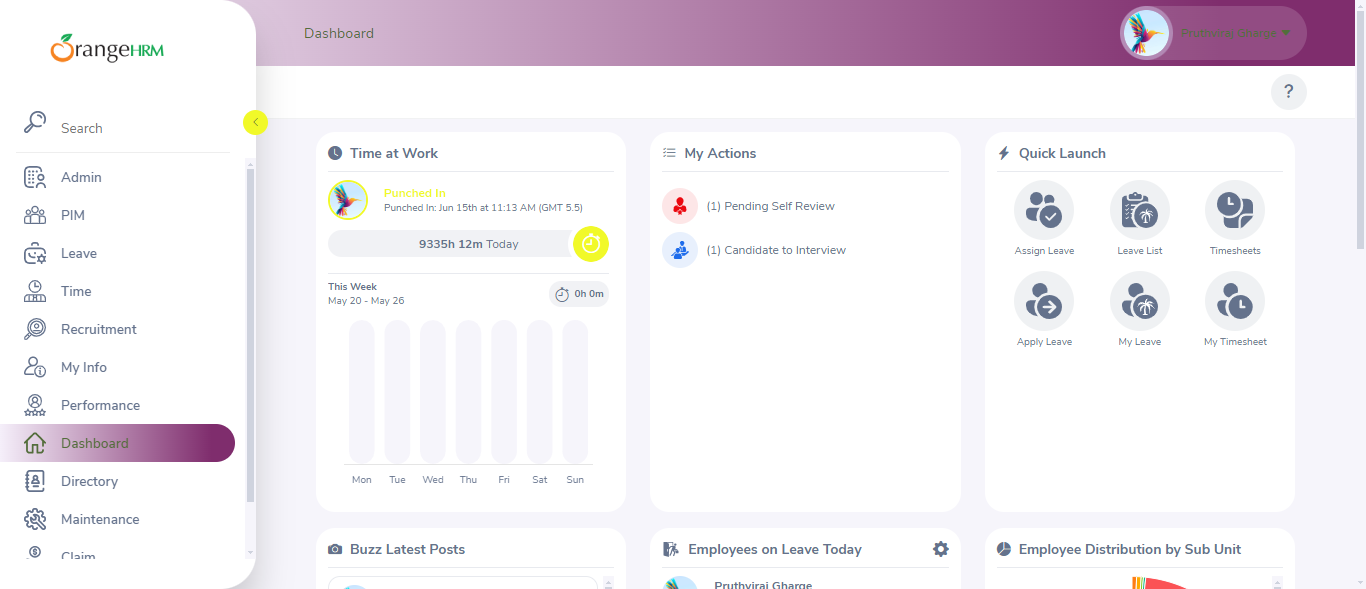 OrangeHRM
Search
Admin
PIM
Leave
Time
Recruitment
My Info
Performance
Dashboard
Directory
Maintenance
Claim
Dashboard
Pruthviraj Gharge
?
Time at Work
Punched In
Punched In: Jun 15th at 11:13 AM (GMT 5.5)
9335h 12m Today
This Week
May 20 - May 26
0h 0m
Mon Tue Wed Thu Fri Sat Sun
My Actions
(1) Pending Self Review
(1) Candidate to Interview
Quick Launch
Assign Leave
Leave List
Timesheets
Apply Leave
My Leave
My Timesheet
Buzz Latest Posts
Employees on Leave Today
Pruthviraj Gharge
Employee Distribution by Sub Unit